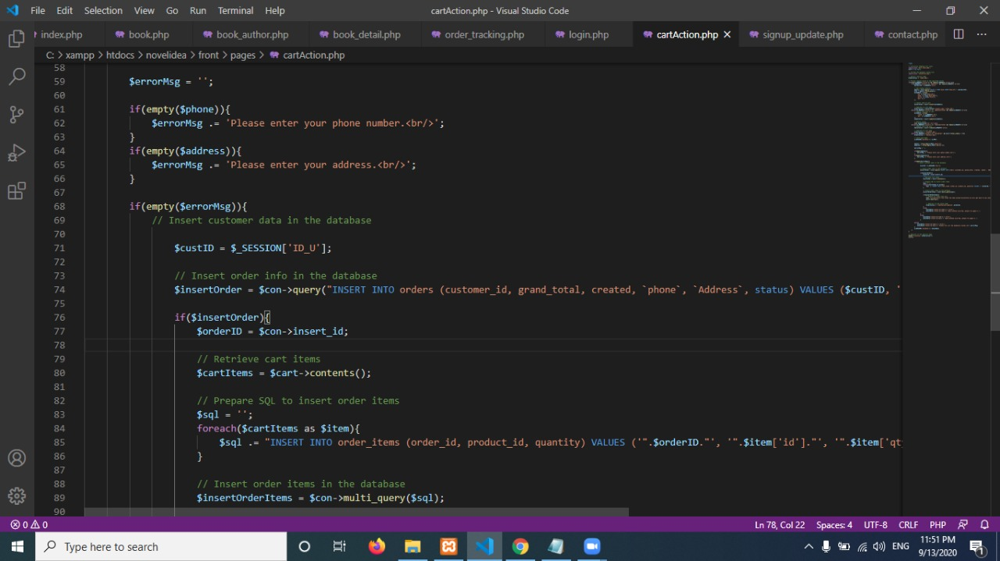 File Edit Selection View Go Run Terminal Help cartAction.php - Visual Studio Code
index.php book.php book_author.php book_detail.php order_tracking.php login.php cartAction.php signup_update.php contact.php
C: > xampp > htdocs > novelidea > front > pages > cartAction.php
58
59 $errorMsg = '';
60
61 if(empty($phone)){
62 $errorMsg .= 'Please enter your phone number.<br/>';
63 }
64 if(empty($address)){
65 $errorMsg .= 'Please enter your address.<br/>';
66 }
67
68 if(empty($errorMsg)){
69 // Insert customer data in the database
70
71 $custID = $_SESSION['ID_U'];
72
73 // Insert order info in the database
74 $insertOrder = $con->query("INSERT INTO orders (customer_id, grand_total, created, `phone`, `Address`, status) VALUES ($custID, '
75
76 if($insertOrder){
77 $orderID = $con->insert_id;
78
79 // Retrieve cart items
80 $cartItems = $cart->contents();
81
82 // Prepare SQL to insert order items
83 $sql = '';
84 foreach($cartItems as $item){
85 $sql .= "INSERT INTO order_items (order_id, product_id, quantity) VALUES ('".$orderID."', '".$item['id']."', '".$item['qt
86 }
87
88 // Insert order items in the database
89 $insertOrderItems = $con->multi_query($sql);
90
0 0 Ln 78, Col 22 Spaces: 4 UTF-8 CRLF PHP
Type here to search ENG 11:51 PM
9/13/2020 1